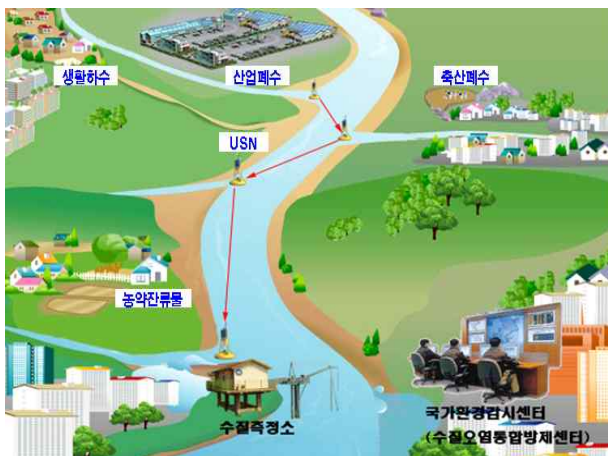 생활하수
산업폐수
축산폐수
USN
농약잔류물
수질측정소
국가환경감시센터
(수질오염통합방제센터)